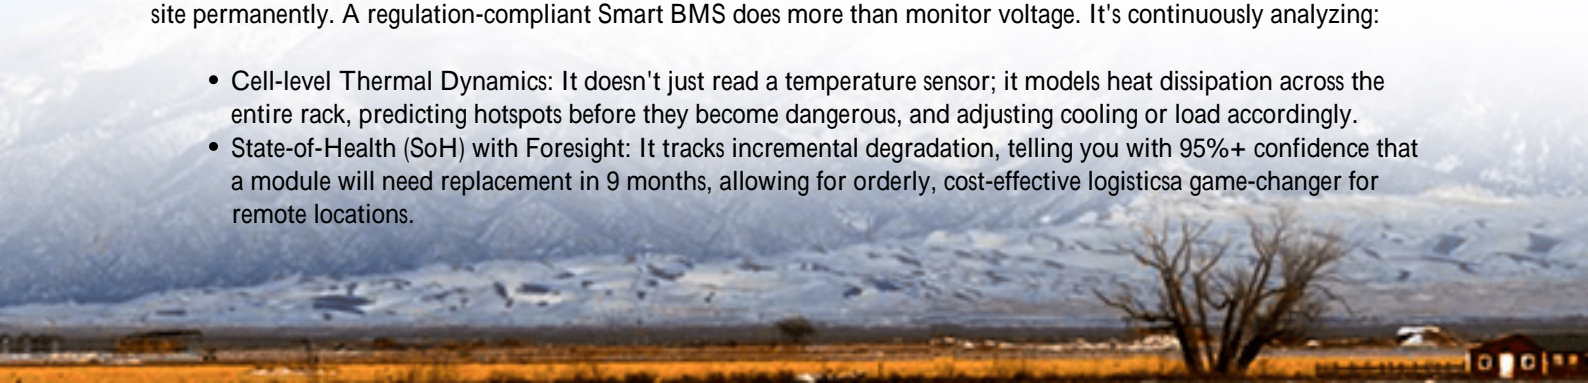 site permanently. A regulation-compliant Smart BMS does more than monitor voltage. It's continuously analyzing:
• Cell-level Thermal Dynamics: It doesn't just read a temperature sensor; it models heat dissipation across the
entire rack, predicting hotspots before they become dangerous, and adjusting cooling or load accordingly.
• State-of-Health (SoH) with Foresight: It tracks incremental degradation, telling you with 95%+ confidence that
a module will need replacement in 9 months, allowing for orderly, cost-effective logisticsa game-changer for
remote locations.